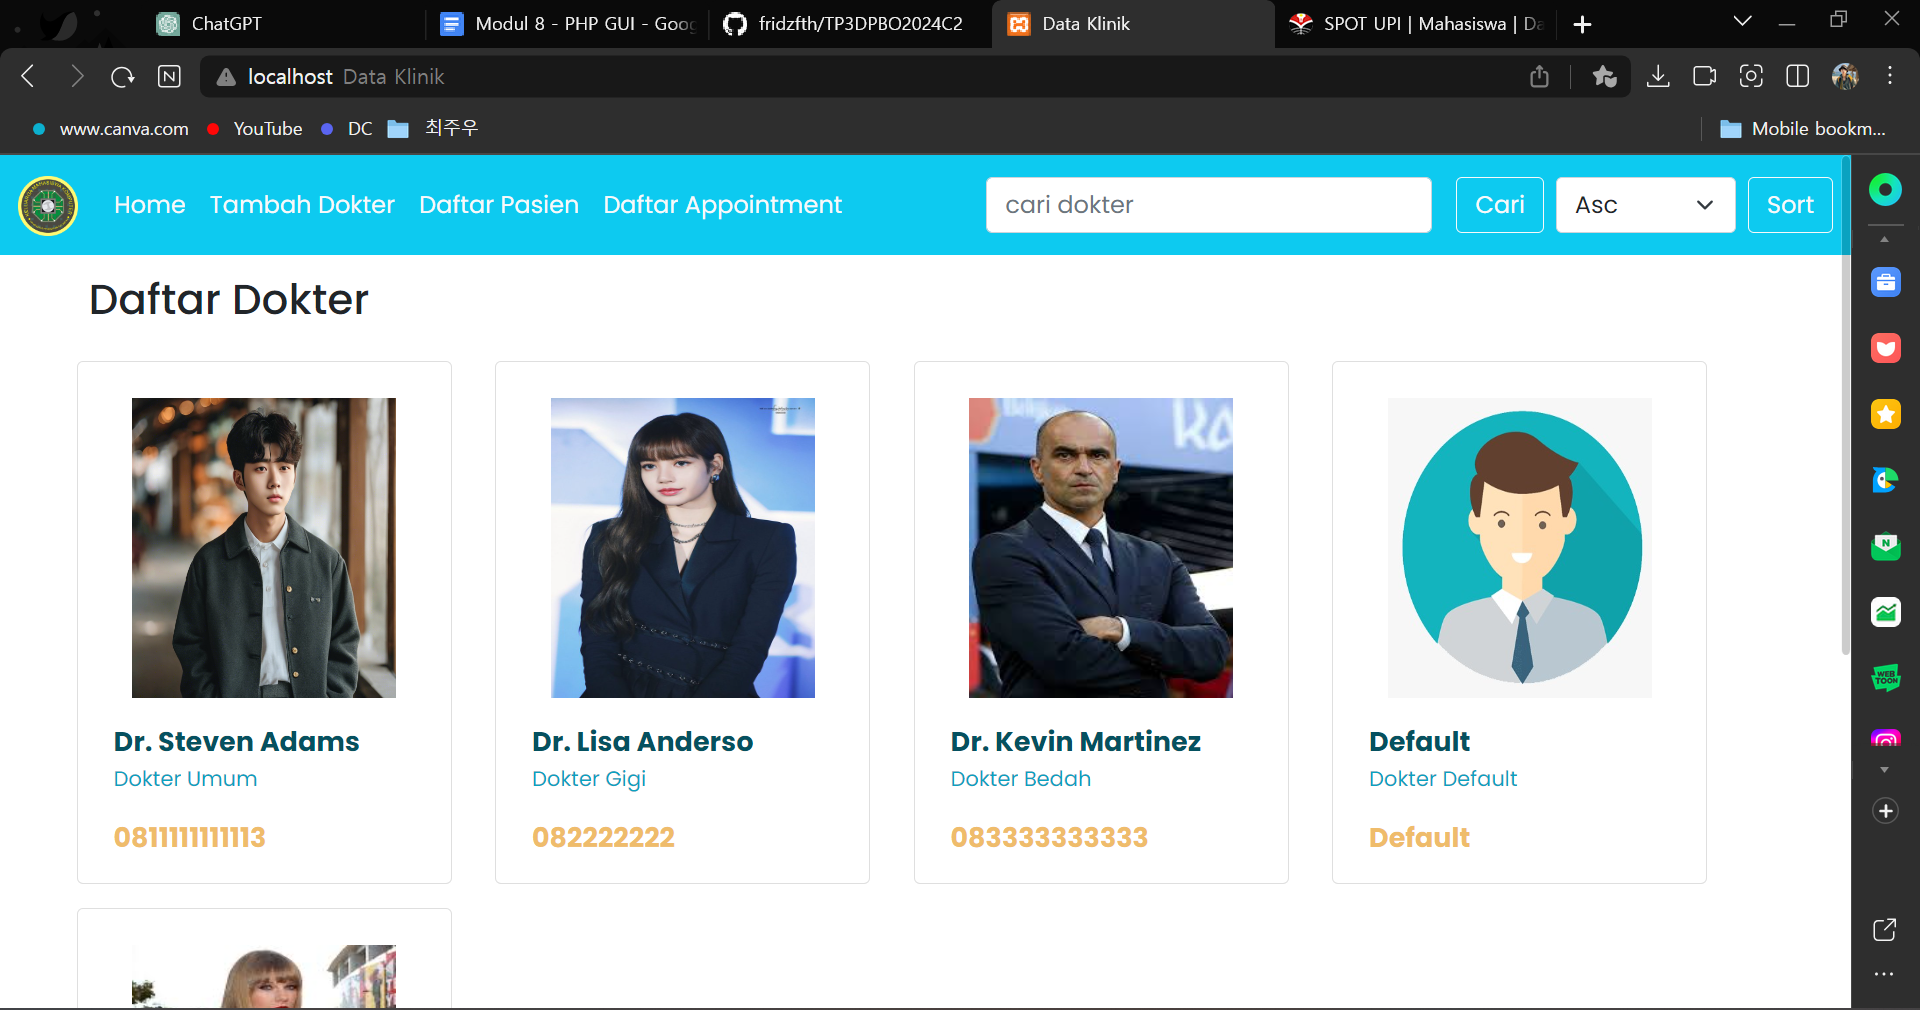 ChatGPT
Modul 8 - PHP GUI - Goog
fridzfth/TP3DPBO2024C2
Data Klinik
SPOT UPI | Mahasiswa | Da
localhost Data Klinik
www.canva.com
YouTube
DC
최주우
Mobile bookm...
Home
Tambah Dokter
Daftar Pasien
Daftar Appointment
cari dokter
Cari
Asc
Sort
Daftar Dokter
Dr. Steven Adams
Dokter Umum
0811111111113
Dr. Lisa Anderso
Dokter Gigi
082222222
Dr. Kevin Martinez
Dokter Bedah
083333333333
Default
Dokter Default
Default
WEB
TOON